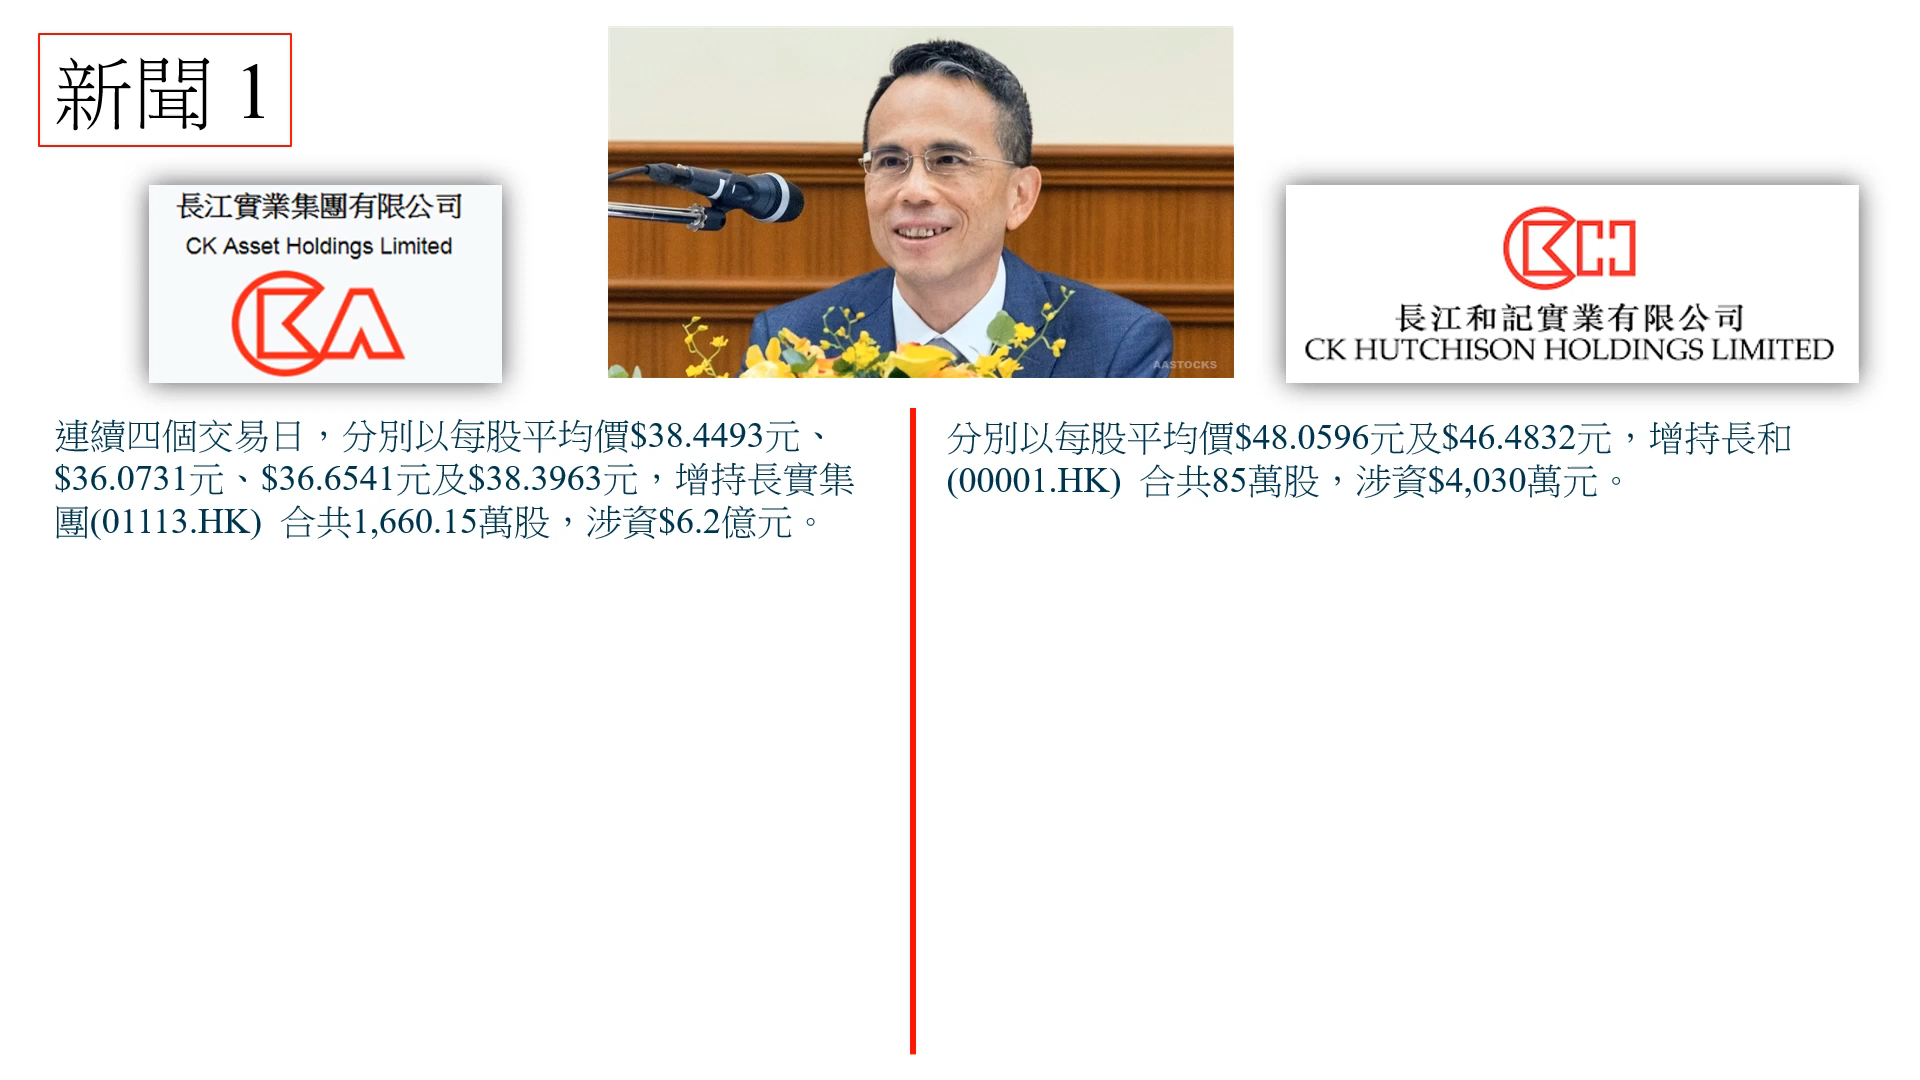 新聞 1
長江實業集團有限公司
CK Asset Holdings Limited
AASTOCKS
長江和記實業有限公司
CK HUTCHISON HOLDINGS LIMITED
連續四個交易日，分別以每股平均價$38.4493元、
$36.0731元、$36.6541元及$38.3963元，增持長實集
團(01113.HK) 合共1,660.15萬股，涉資$6.2億元。
分別以每股平均價$48.0596元及$46.4832元，增持長和
(00001.HK) 合共85萬股，涉資$4,030萬元。